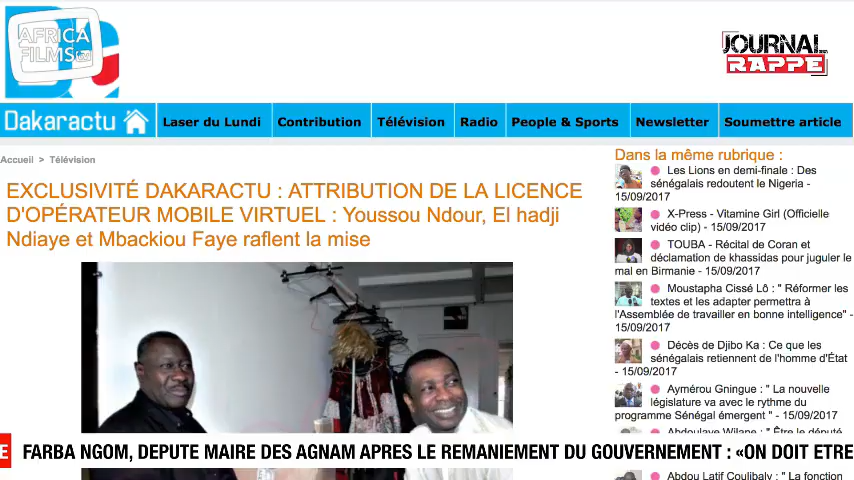 AFRICA
FILMS
JOURNAL
RAPPE
Dakaractu
Laser du Lundi
Contribution
Télévision
Radio
People & Sports
Newsletter
Soumettre article
Accueil > Télévision
EXCLUSIVITÉ DAKARACTU : ATTRIBUTION DE LA LICENCE
D'OPÉRATEUR MOBILE VIRTUEL : Youssou Ndour, El hadji
Ndiaye et Mbackiou Faye raflent la mise
Dans la même rubrique :
Les Lions en demi-finale : Des
sénégalais redoutent le Nigeria -
15/09/2017
X-Press - Vitamine Girl (Officielle
vidéo clip) - 15/09/2017
TOUBA - Récital de Coran et
déclamation de khassidas pour juguler le
mal en Birmanie - 15/09/2017
Moustapha Cissé Lô : " Réformer les
textes et les adapter permettra à
l'Assemblée de travailler en bonne intelligence" -
15/09/2017
Décès de Djibo Ka : Ce que les
sénégalais retiennent de l'homme d'État
- 15/09/2017
Aymérou Gningue : " La nouvelle
législature va avec le rythme du
programme Sénégal émergent " - 15/09/2017
Abdoulaye Wilane : " Être le député
E FARBA NGOM, DEPUTE MAIRE DES AGNAM APRES LE REMANIEMENT DU GOUVERNEMENT : «ON DOIT ETRE
Abdou Latif Coulibaly : " La fonction